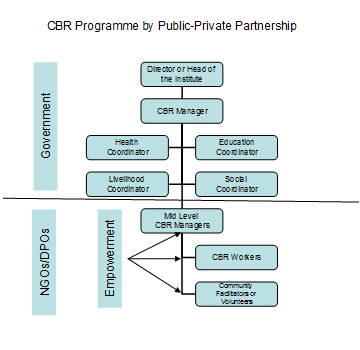 CBR Programme by Public-Private Partnership
Government
Director or Head of
the Institute
CBR Manager
Health
Coordinator
Education
Coordinator
Livelihood
Coordinator
Social
Coordinator
NGOs/DPOs
Empowerment
Mid Level
CBR Managers
CBR Workers
Community
Facilitators or
Volunteers